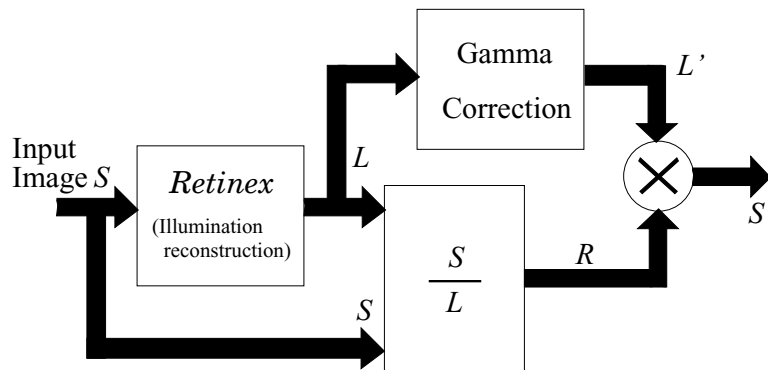 Gamma
Correction
L'
Input
Image S
Retinex
(Illumination
reconstruction)
L
S
S
L
R
S